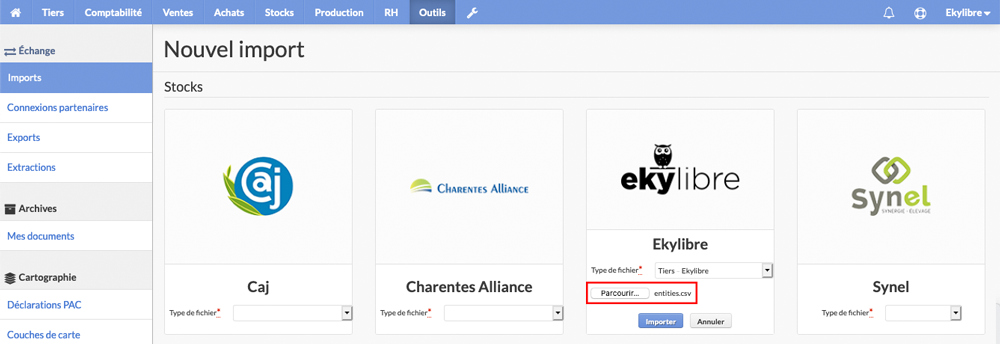 Tiers Comptabilité Ventes Achats Stocks Production RH Outils Ekylibre
Échange
Imports
Connexions partenaires
Exports
Extractions
Archives
Mes documents
Cartographie
Déclarations PAC
Couches de carte
Nouvel import
Stocks
Caj
Caj
Type de fichier*
CHARENTES ALLIANCE
Charentes Alliance
Type de fichier*
ekylibre
Ekylibre
Type de fichier* Tiers - Ekylibre
Parcourir... entities.csv
Importer Annuler
Synel
SYNERGIE - ÉLEVAGE
Synel
Type de fichier*